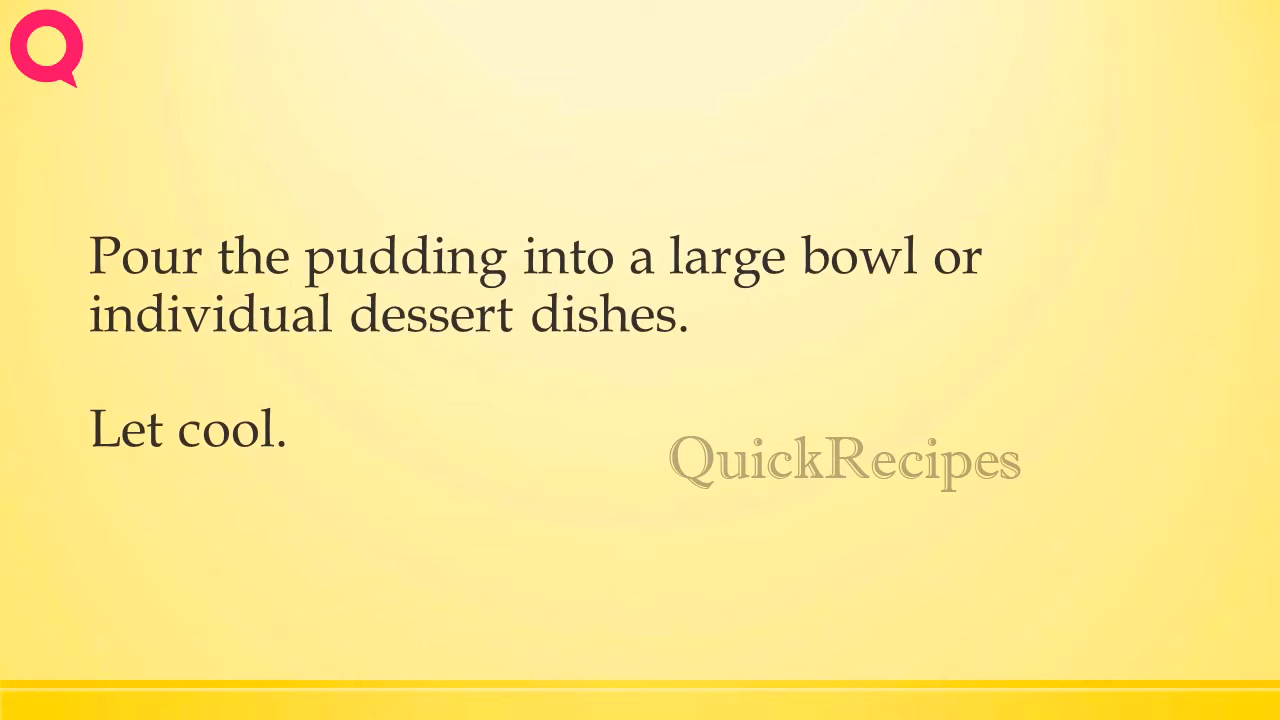 Pour the pudding into a large bowl or
individual dessert dishes.
Let cool.
QuickRecipes